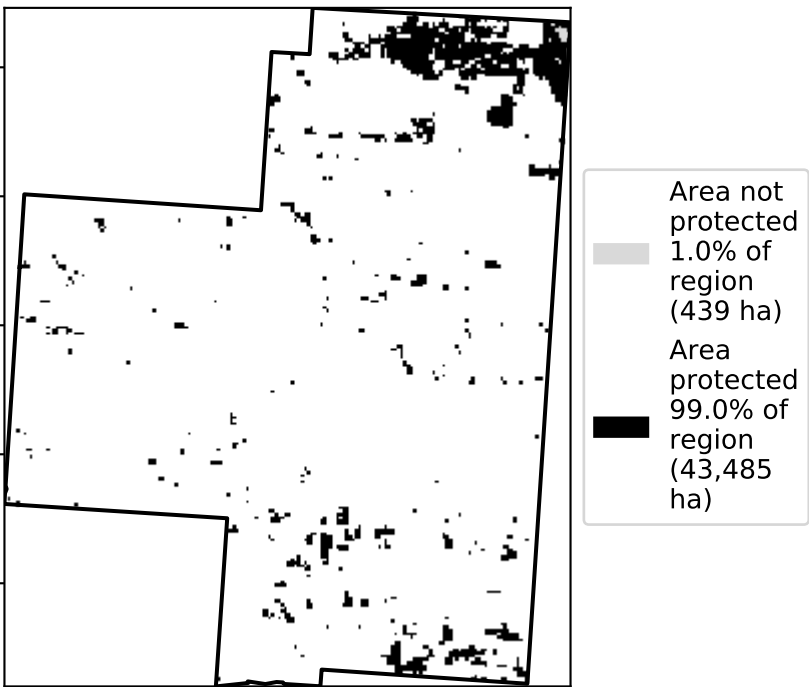 Area not
protected
1.0% of
region
(439 ha)
Area
protected
99.0% of
region
(43,485
ha)